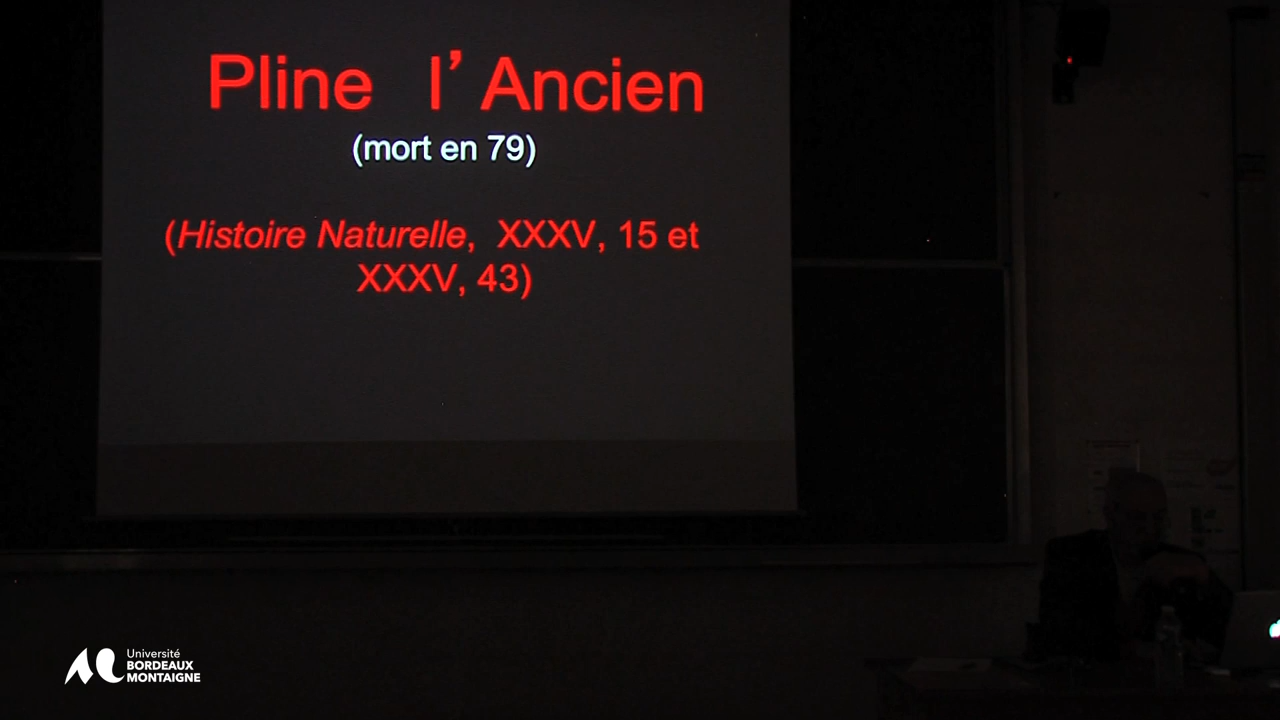 Pline l’Ancien
(mort en 79)
(Histoire Naturelle, XXXV, 15 et
XXXV, 43)
Université
BORDEAUX
MONTAIGNE